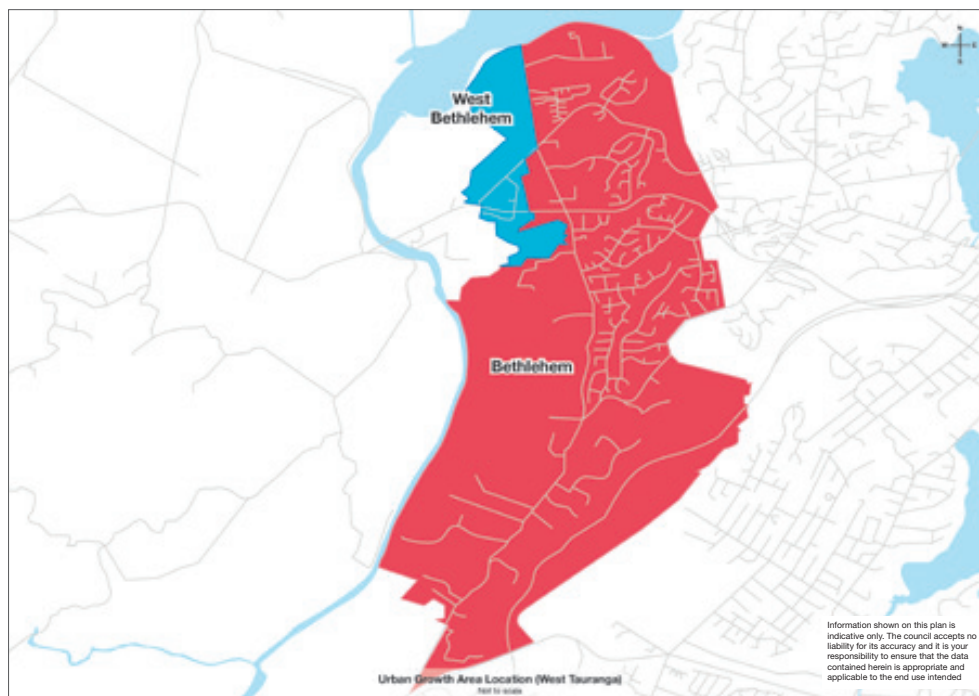 West
Bethlehem
Bethlehem
Information shown on this plan is
indicative only. The council accepts no
liability for its accuracy and it is your
responsibility to ensure that the data
contained herein is appropriate and
applicable to the end use intended
Urban Growth Area Location (West Tauranga)
Not to scale